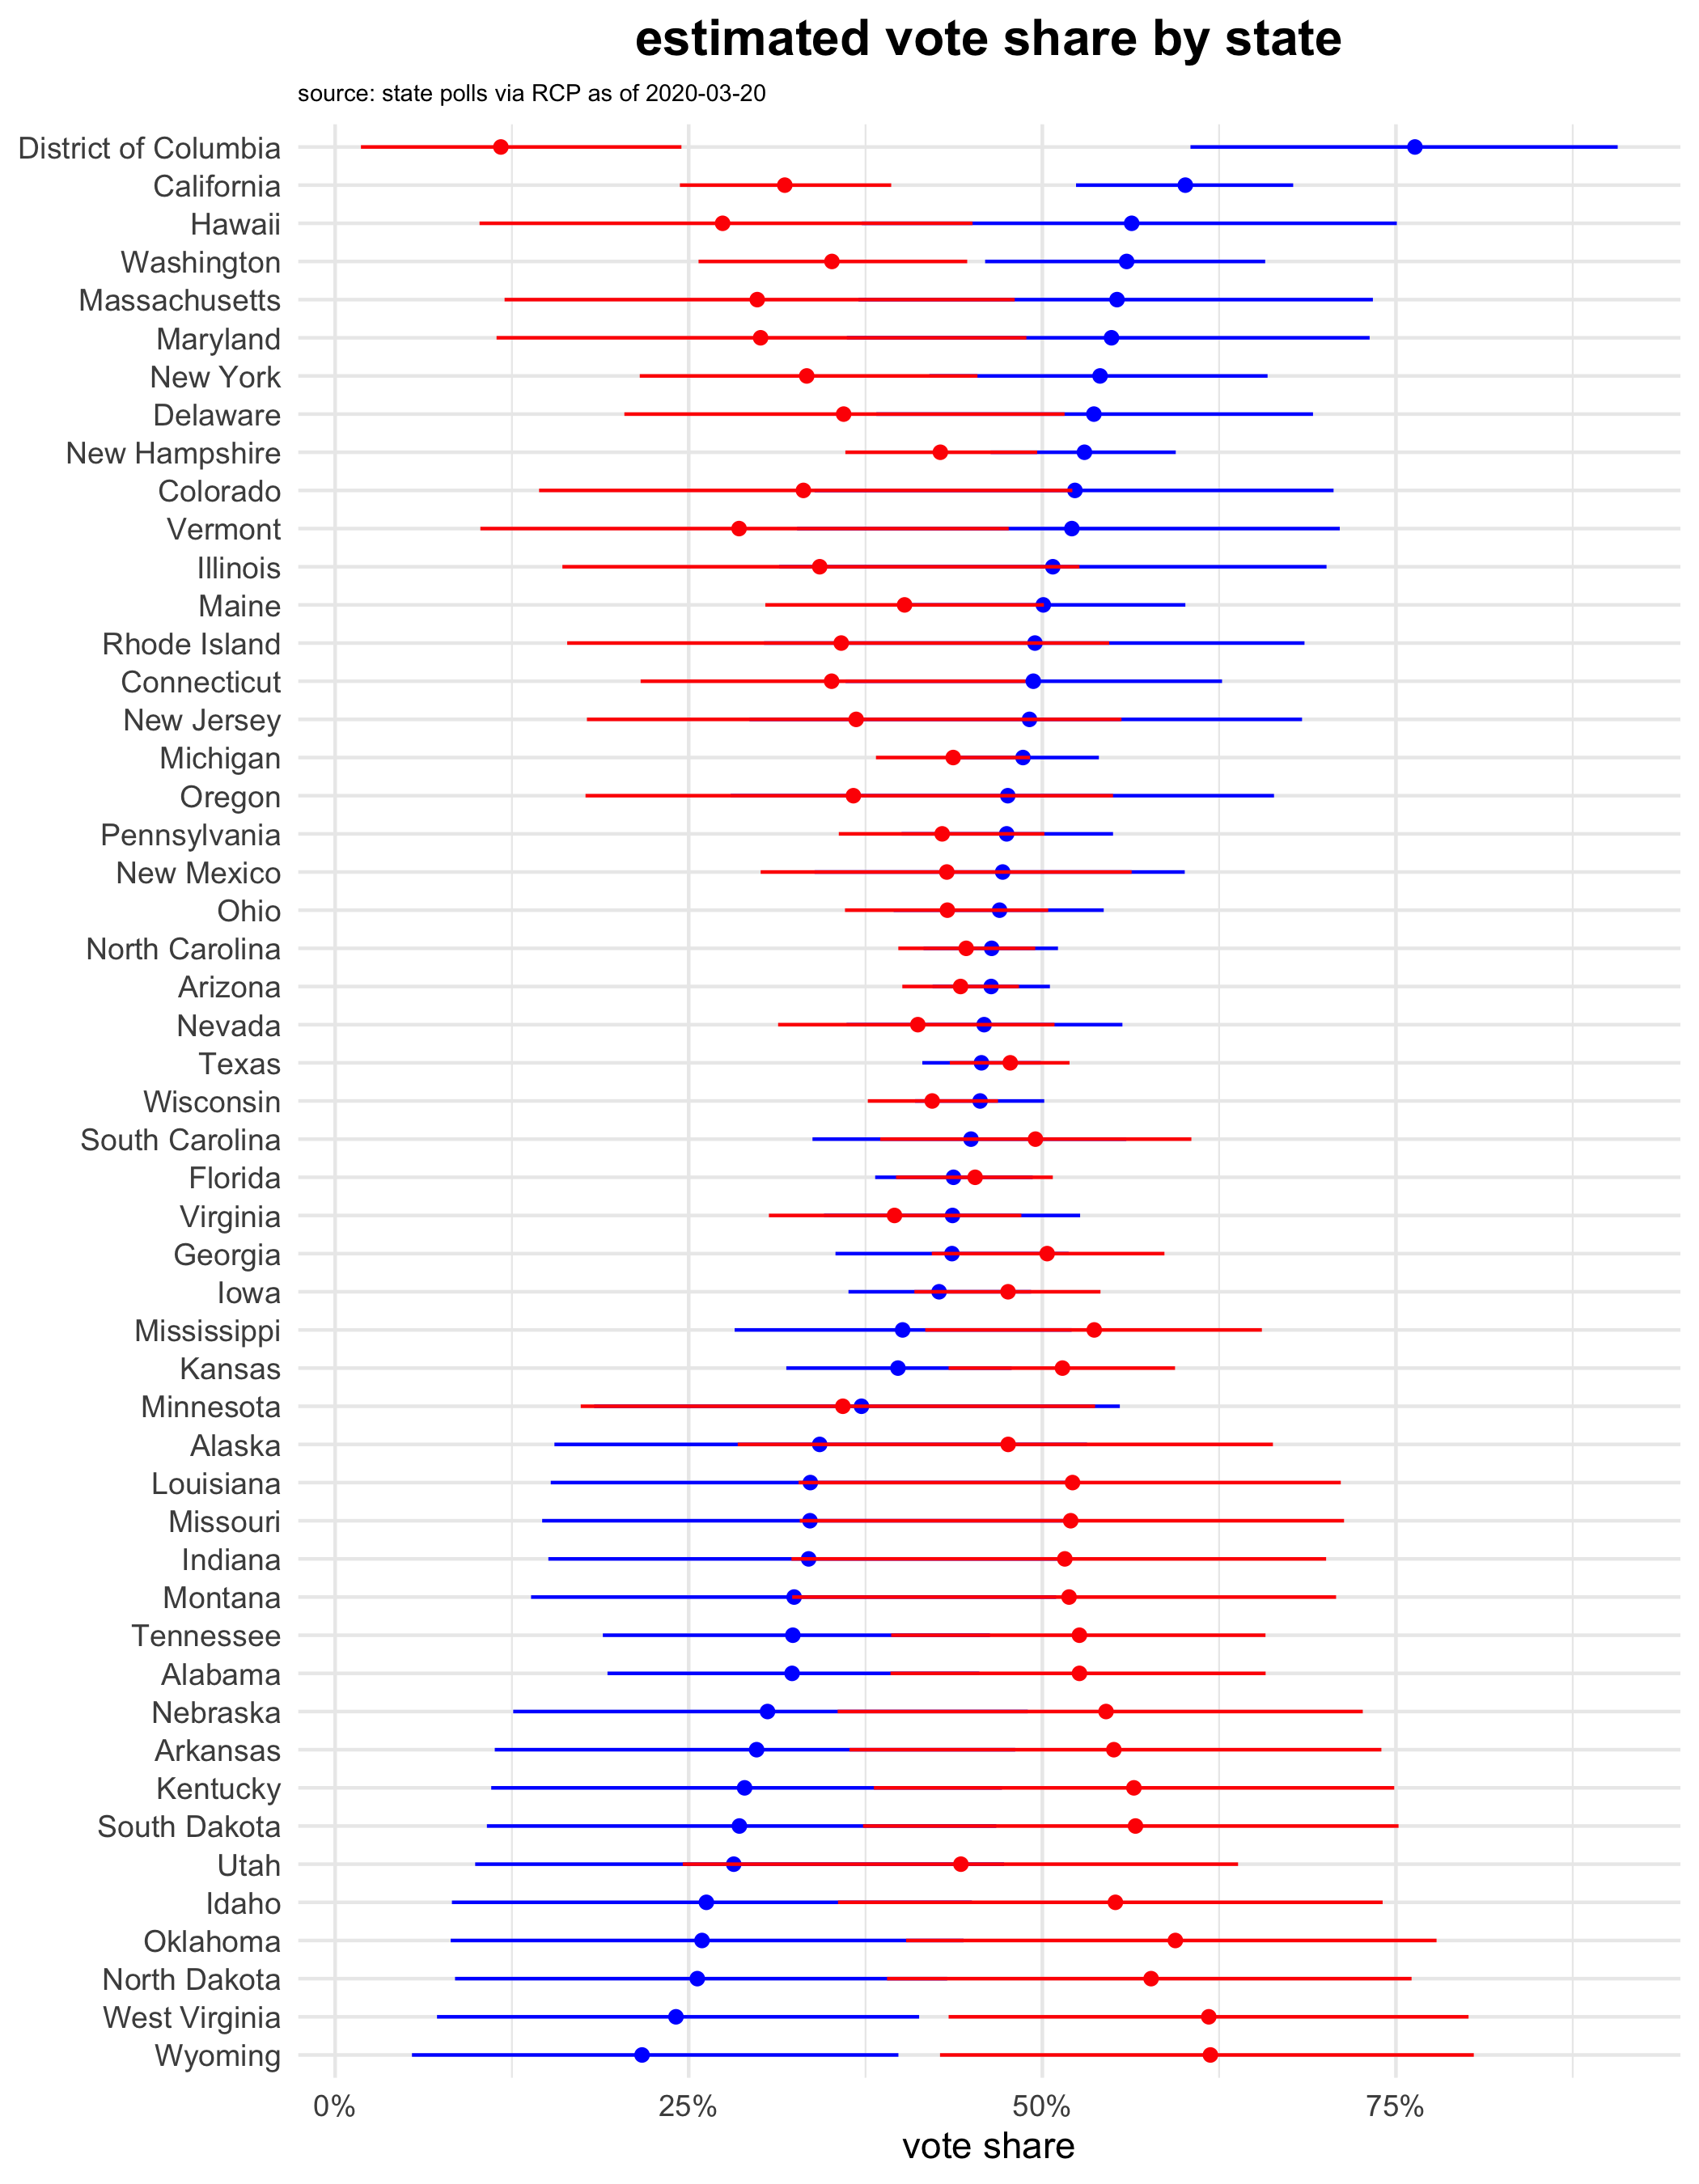 estimated vote share by state
source: state polls via RCP as of 2020-03-20
District of Columbia
California
Hawaii
Washington
Massachusetts
Maryland
New York
Delaware
New Hampshire
Colorado
Vermont
Illinois
Maine
Rhode Island
Connecticut
New Jersey
Michigan
Oregon
Pennsylvania
New Mexico
Ohio
North Carolina
Arizona
Nevada
Texas
Wisconsin
South Carolina
Florida
Virginia
Georgia
Iowa
Mississippi
Kansas
Minnesota
Alaska
Louisiana
Missouri
Indiana
Montana
Tennessee
Alabama
Nebraska
Arkansas
Kentucky
South Dakota
Utah
Idaho
Oklahoma
North Dakota
West Virginia
Wyoming
0% 25% 50% 75%
vote share